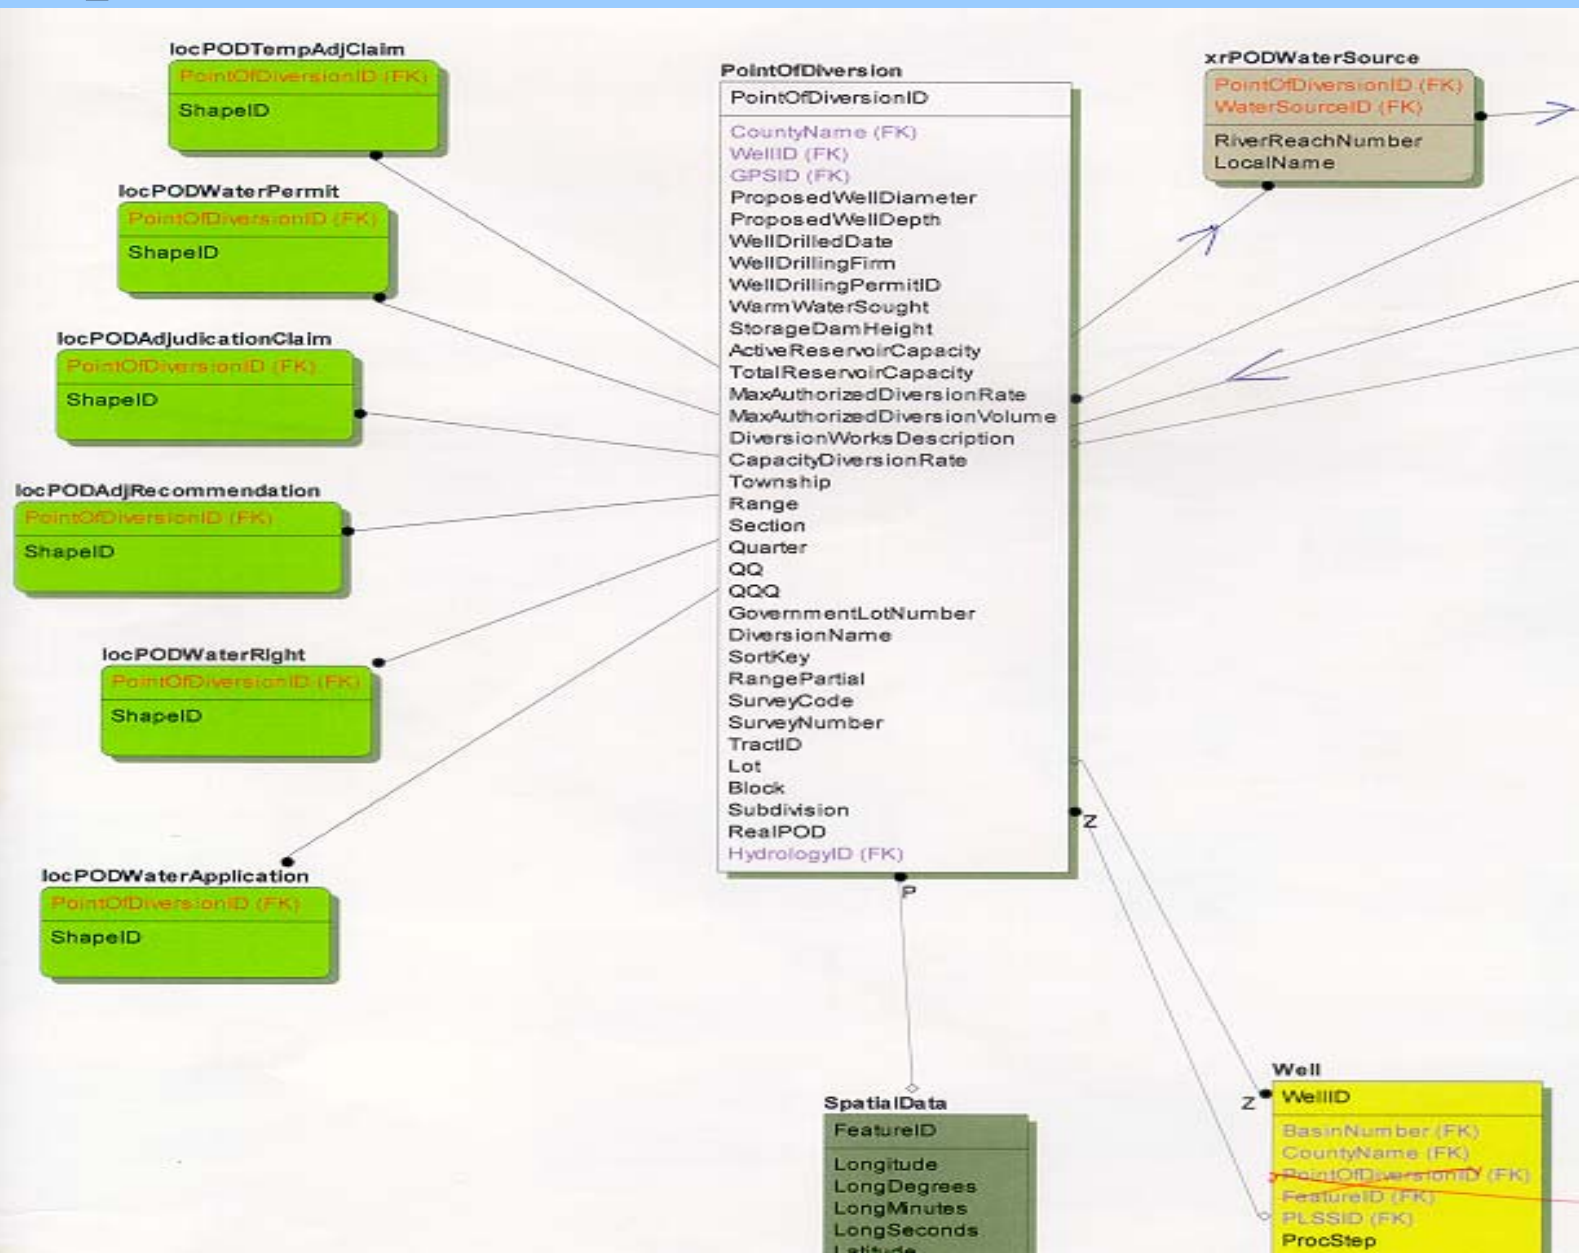 locPODTempAdjClaim
PointOfDiversionID (FK)
ShapeID
locPODWaterPermit
PointOfDiversionID (FK)
ShapeID
locPODAdjudicationClaim
PointOfDiversionID (FK)
ShapeID
locPODAdjRecommendation
PointOfDiversionID (FK)
ShapeID
locPODWaterRight
PointOfDiversionID (FK)
ShapeID
locPODWaterApplication
PointOfDiversionID (FK)
ShapeID
PointOfDiversion
PointOfDiversionID
CountyName (FK)
WellID (FK)
GPSID (FK)
ProposedWellDiameter
ProposedWellDepth
WellDrilledDate
WellDrillingFirm
WellDrillingPermitID
WarmWaterSought
StorageDamHeight
ActiveReservoirCapacity
TotalReservoirCapacity
MaxAuthorizedDiversionRate
MaxAuthorizedDiversionVolume
DiversionWorksDescription
CapacityDiversionRate
Township
Range
Section
Quarter
QQ
QQQ
GovernmentLotNumber
DiversionName
SortKey
RangePartial
SurveyCode
SurveyNumber
TractID
Lot
Block
Subdivision
RealPOD
HydrologyID (FK)
Z
P
xrPODWaterSource
PointOfDiversionID (FK)
WaterSourceID (FK)
RiverReachNumber
LocalName
SpatialData
FeatureID
Longitude
LongDegrees
LongMinutes
LongSeconds
Latitude
Well
Z
WellID
BasinNumber (FK)
CountyName (FK)
PointOfDiversionID (FK)
FeatureID (FK)
PLSSID (FK)
ProcStep